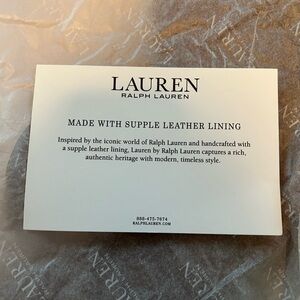 LAUREN
RALPH LAUREN
MADE WITH SUPPLE LEATHER LINING
Inspired by the iconic world of Ralph Lauren and handcrafted with
a supple leather lining, Lauren by Ralph Lauren captures a rich,
authentic heritage with modern, timeless style.
888-475-7674
RALPHLAUREN.COM